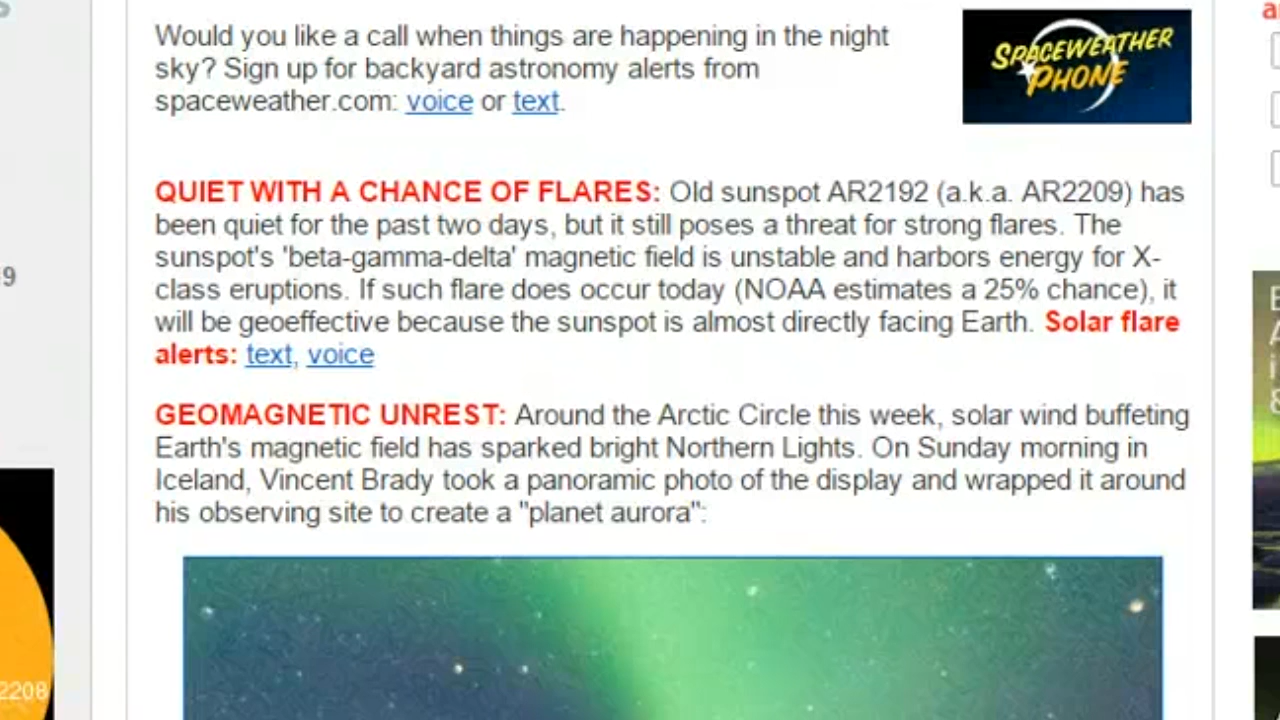 Would you like a call when things are happening in the night
sky? Sign up for backyard astronomy alerts from
spaceweather.com: voice or text.
SPACEWEATHER
PHONE
QUIET WITH A CHANCE OF FLARES: Old sunspot AR2192 (a.k.a. AR2209) has
been quiet for the past two days, but it still poses a threat for strong flares. The
sunspot's 'beta-gamma-delta' magnetic field is unstable and harbors energy for X-
class eruptions. If such flare does occur today (NOAA estimates a 25% chance), it
will be geoeffective because the sunspot is almost directly facing Earth. Solar flare
alerts: text, voice
GEOMAGNETIC UNREST: Around the Arctic Circle this week, solar wind buffeting
Earth's magnetic field has sparked bright Northern Lights. On Sunday morning in
Iceland, Vincent Brady took a panoramic photo of the display and wrapped it around
his observing site to create a "planet aurora":
2208